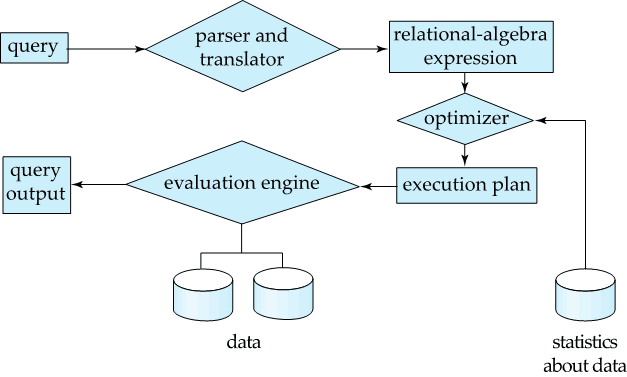 query
parser and
translator
relational-algebra
expression
optimizer
query
output
evaluation engine
execution plan
data
statistics
about data